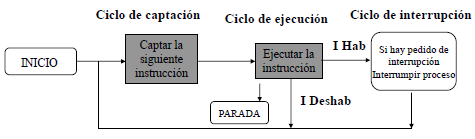 Ciclo de captación
Ciclo de ejecución
Ciclo de interrupción
INICIO
Captar la
siguiente
instrucción
Ejecutar la
instrucción
I Hab
Si hay pedido de
interrupción
Interrumpir proceso
PARADA
I Deshab